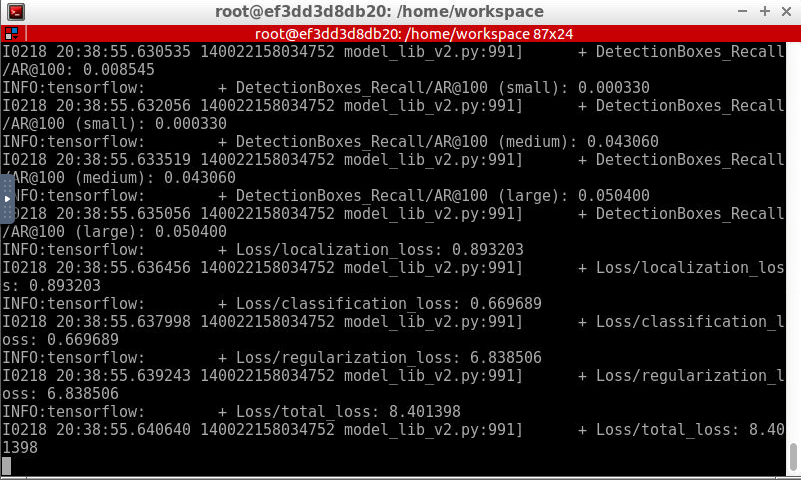 root@ef3dd3d8db20: /home/workspace
root@ef3dd3d8db20: /home/workspace 87x24
I0218 20:38:55.630535 140022158034752 model_lib_v2.py:991]      + DetectionBoxes_Recall
/AR@100: 0.008545
INFO:tensorflow:        + DetectionBoxes_Recall/AR@100 (small): 0.000330
I0218 20:38:55.632056 140022158034752 model_lib_v2.py:991]      + DetectionBoxes_Recall
/AR@100 (small): 0.000330
INFO:tensorflow:        + DetectionBoxes_Recall/AR@100 (medium): 0.043060
I0218 20:38:55.633519 140022158034752 model_lib_v2.py:991]      + DetectionBoxes_Recall
/AR@100 (medium): 0.043060
INFO:tensorflow:        + DetectionBoxes_Recall/AR@100 (large): 0.050400
I0218 20:38:55.635056 140022158034752 model_lib_v2.py:991]      + DetectionBoxes_Recall
/AR@100 (large): 0.050400
INFO:tensorflow:        + Loss/localization_loss: 0.893203
I0218 20:38:55.636456 140022158034752 model_lib_v2.py:991]      + Loss/localization_los
s: 0.893203
INFO:tensorflow:        + Loss/classification_loss: 0.669689
I0218 20:38:55.637998 140022158034752 model_lib_v2.py:991]      + Loss/classification_l
oss: 0.669689
INFO:tensorflow:        + Loss/regularization_loss: 6.838506
I0218 20:38:55.639243 140022158034752 model_lib_v2.py:991]      + Loss/regularization_l
oss: 6.838506
INFO:tensorflow:        + Loss/total_loss: 8.401398
I0218 20:38:55.640640 140022158034752 model_lib_v2.py:991]      + Loss/total_loss: 8.40
1398